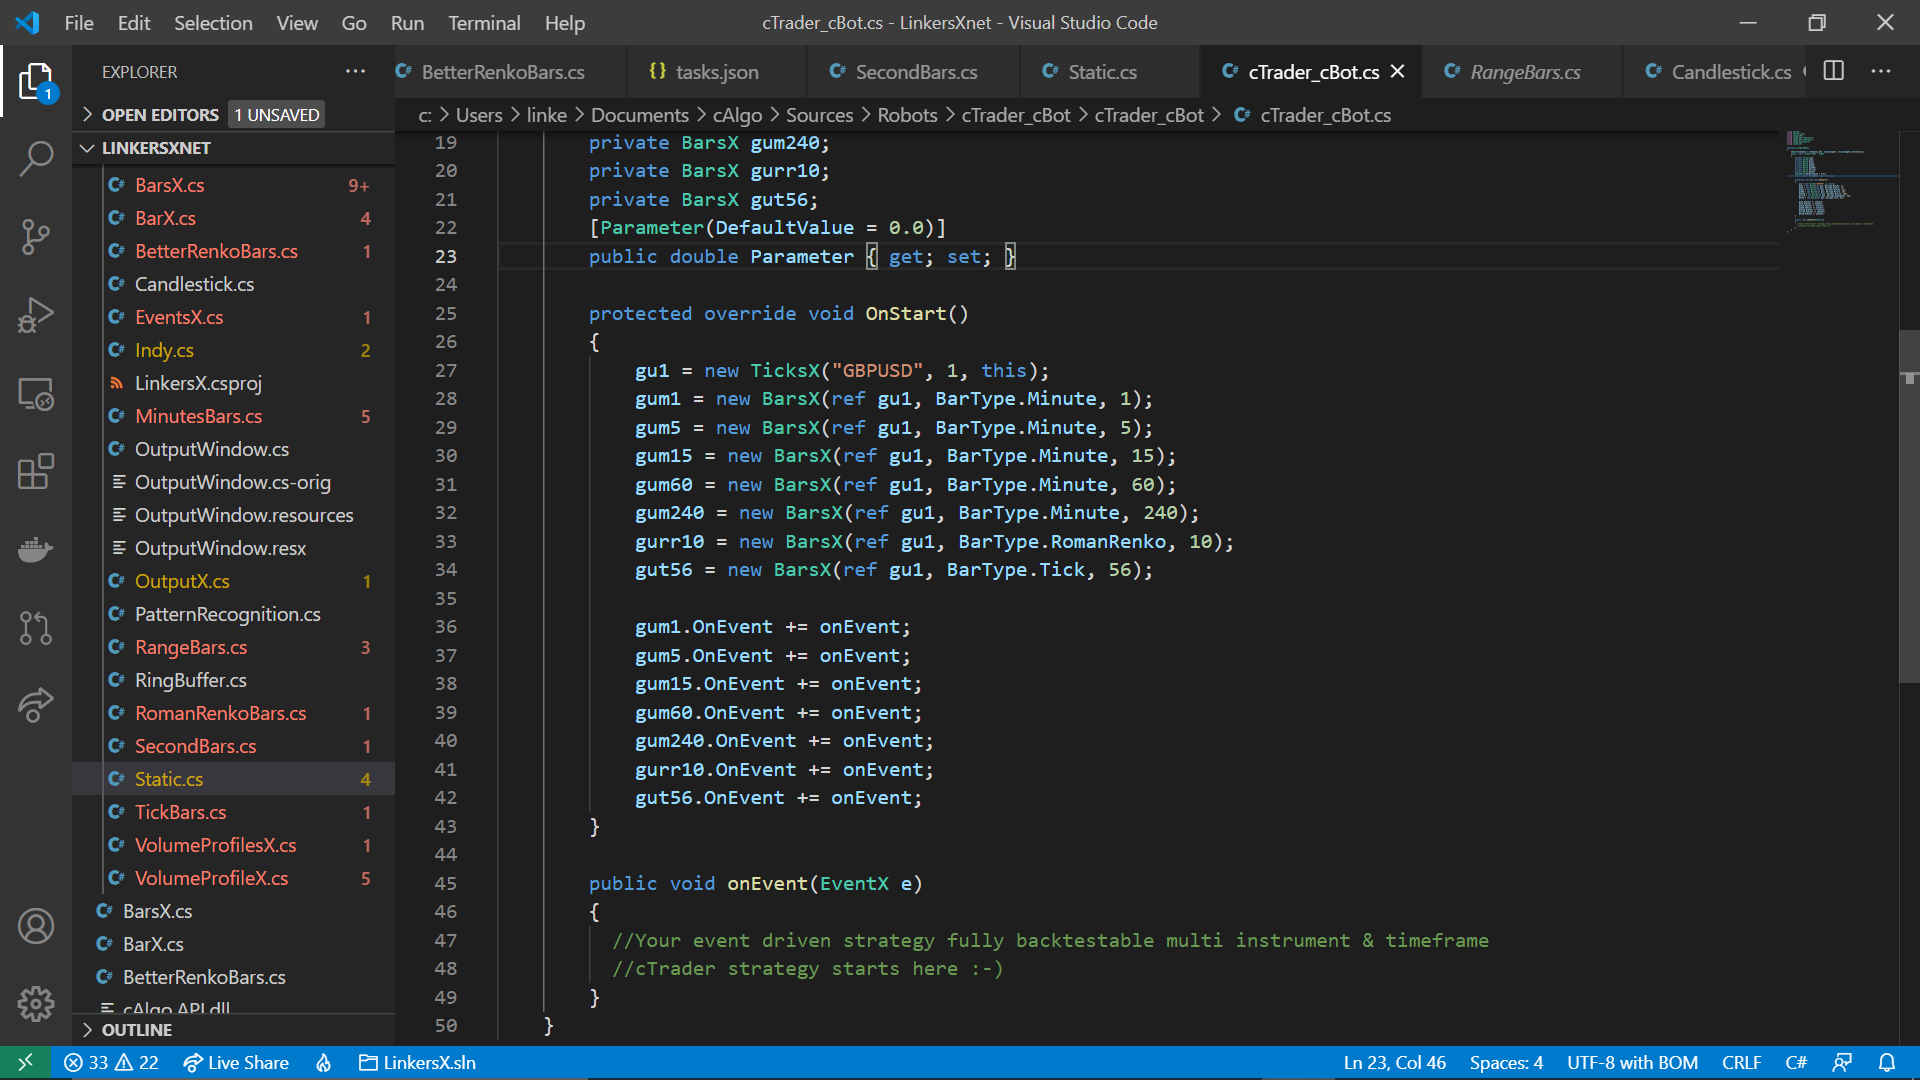 File Edit Selection View Go Run Terminal Help
cTrader_cBot.cs - LinkersXnet - Visual Studio Code
EXPLORER
OPEN EDITORS 1 UNSAVED
LINKERSXNET
BarsX.cs 9+
BarX.cs 4
BetterRenkoBars.cs 1
Candlestick.cs
EventsX.cs 1
Indy.cs 2
LinkersX.csproj
MinutesBars.cs 5
OutputWindow.cs
OutputWindow.cs-orig
OutputWindow.resources
OutputWindow.resx
OutputX.cs 1
PatternRecognition.cs
RangeBars.cs 3
RingBuffer.cs
RomanRenkoBars.cs 1
SecondBars.cs 1
Static.cs 4
TickBars.cs 1
VolumeProfilesX.cs 1
VolumeProfileX.cs 5
BarsX.cs
BarX.cs
BetterRenkoBars.cs
cAlgo.API.dll
OUTLINE
1
BetterRenkoBars.cs
tasks.json
SecondBars.cs
Static.cs
cTrader_cBot.cs
RangeBars.cs
Candlestick.cs
c: > Users > linke > Documents > cAlgo > Sources > Robots > cTrader_cBot > cTrader_cBot > cTrader_cBot.cs
19 private BarsX gum240;
20 private BarsX gurr10;
21 private BarsX gut56;
22 [Parameter(DefaultValue = 0.0)]
23 public double Parameter { get; set; }
24
25 protected override void OnStart()
26 {
27 gu1 = new TicksX("GBPUSD", 1, this);
28 gum1 = new BarsX(ref gu1, BarType.Minute, 1);
29 gum5 = new BarsX(ref gu1, BarType.Minute, 5);
30 gum15 = new BarsX(ref gu1, BarType.Minute, 15);
31 gum60 = new BarsX(ref gu1, BarType.Minute, 60);
32 gum240 = new BarsX(ref gu1, BarType.Minute, 240);
33 gurr10 = new BarsX(ref gu1, BarType.RomanRenko, 10);
34 gut56 = new BarsX(ref gu1, BarType.Tick, 56);
35
36 gum1.OnEvent += onEvent;
37 gum5.OnEvent += onEvent;
38 gum15.OnEvent += onEvent;
39 gum60.OnEvent += onEvent;
40 gum240.OnEvent += onEvent;
41 gurr10.OnEvent += onEvent;
42 gut56.OnEvent += onEvent;
43 }
44
45 public void onEvent(EventX e)
46 {
47 //Your event driven strategy fully backtestable multi instrument & timeframe
48 //cTrader strategy starts here :-)
49 }
50 }
33 22 Live Share LinkersX.sln
Ln 23, Col 46 Spaces: 4 UTF-8 with BOM CRLF C#